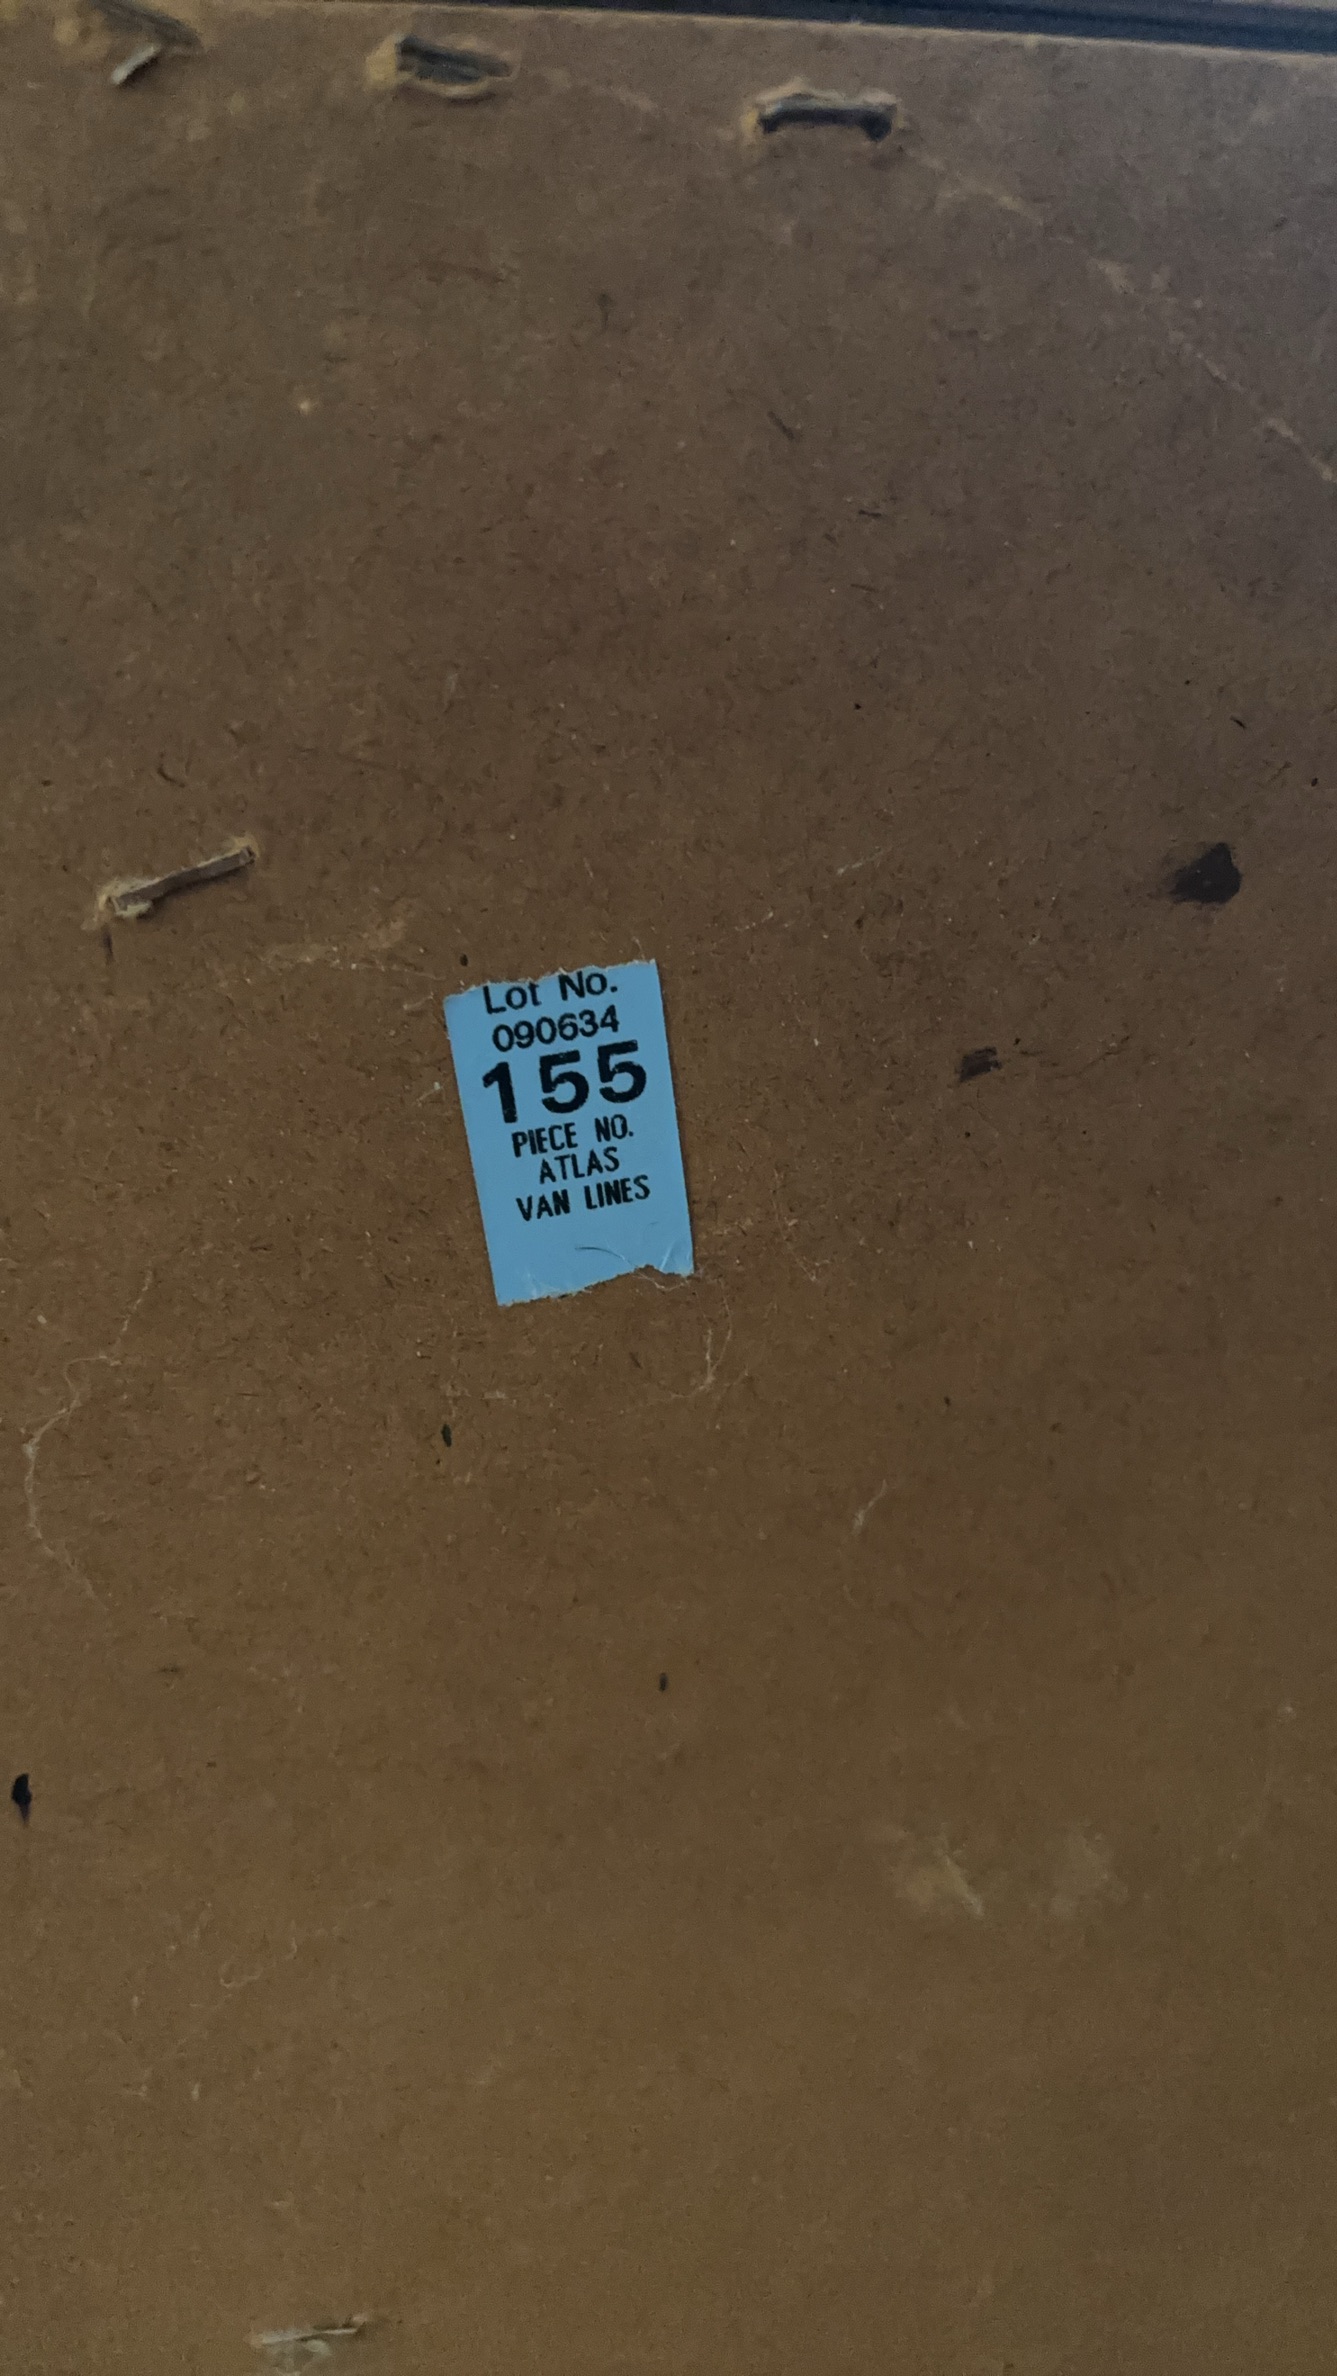 Lot No.
090634
155
PIECE NO.
ATLAS
VAN LINES